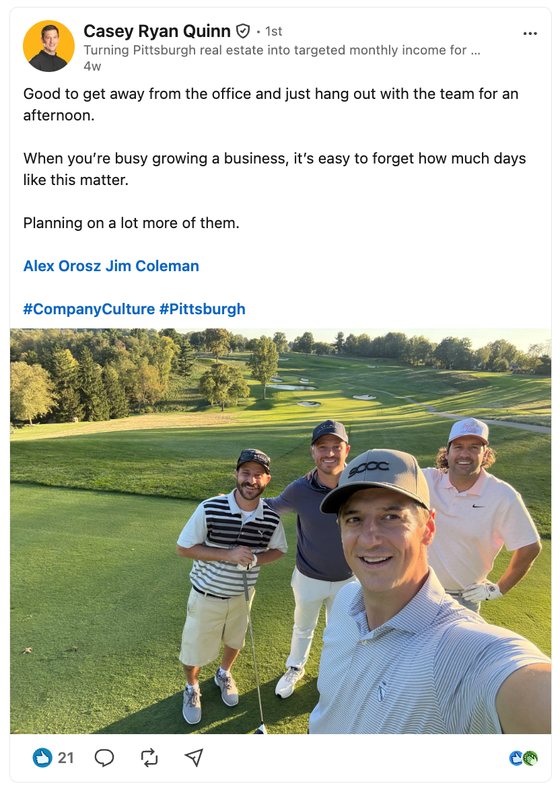 Casey Ryan Quinn · 1st
Turning Pittsburgh real estate into targeted monthly income for ...
4w
Good to get away from the office and just hang out with the team for an
afternoon.
When you’re busy growing a business, it’s easy to forget how much days
like this matter.
Planning on a lot more of them.
Alex Orosz Jim Coleman
#CompanyCulture #Pittsburgh
SCCC
21